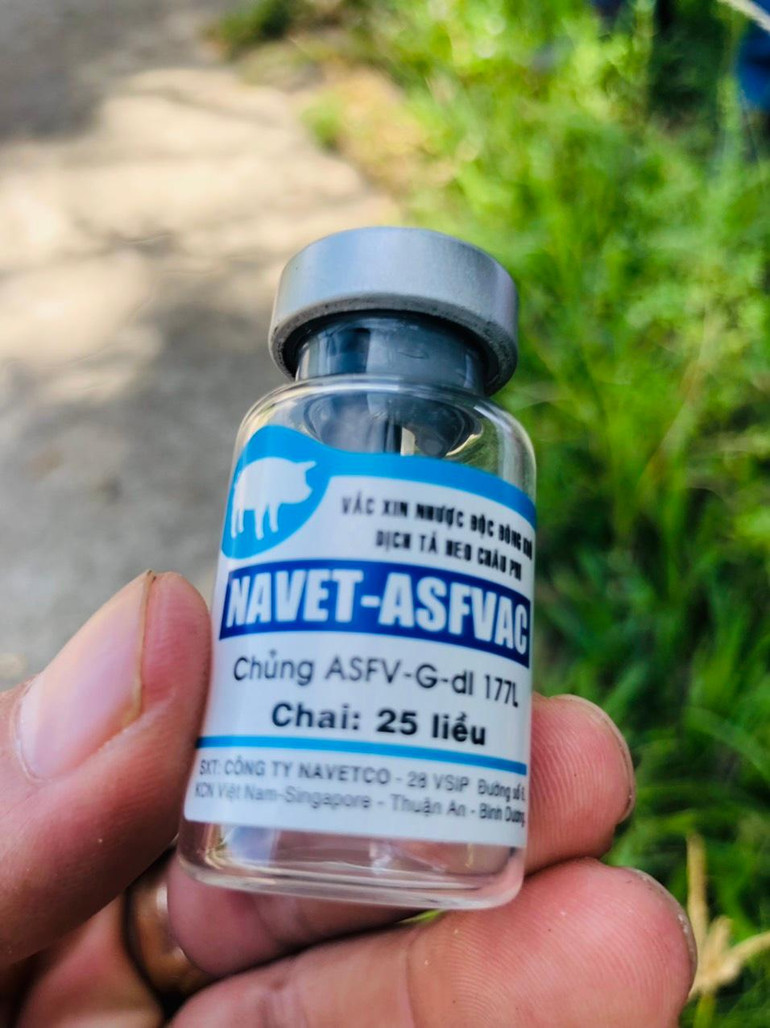 VẮC XIN NHƯỢC ĐỘC ĐÔNG KHÔ
DỊCH TẢ HEO CHÂU PHI
NAVET-ASFVAC
Chủng ASFV-G-dl 177L
Chai: 25 liều
SXT: CÔNG TY NAVETCO - 28 VSIP Đường số 6,
KCN Việt Nam-Singapore - Thuận An - Bình Dương